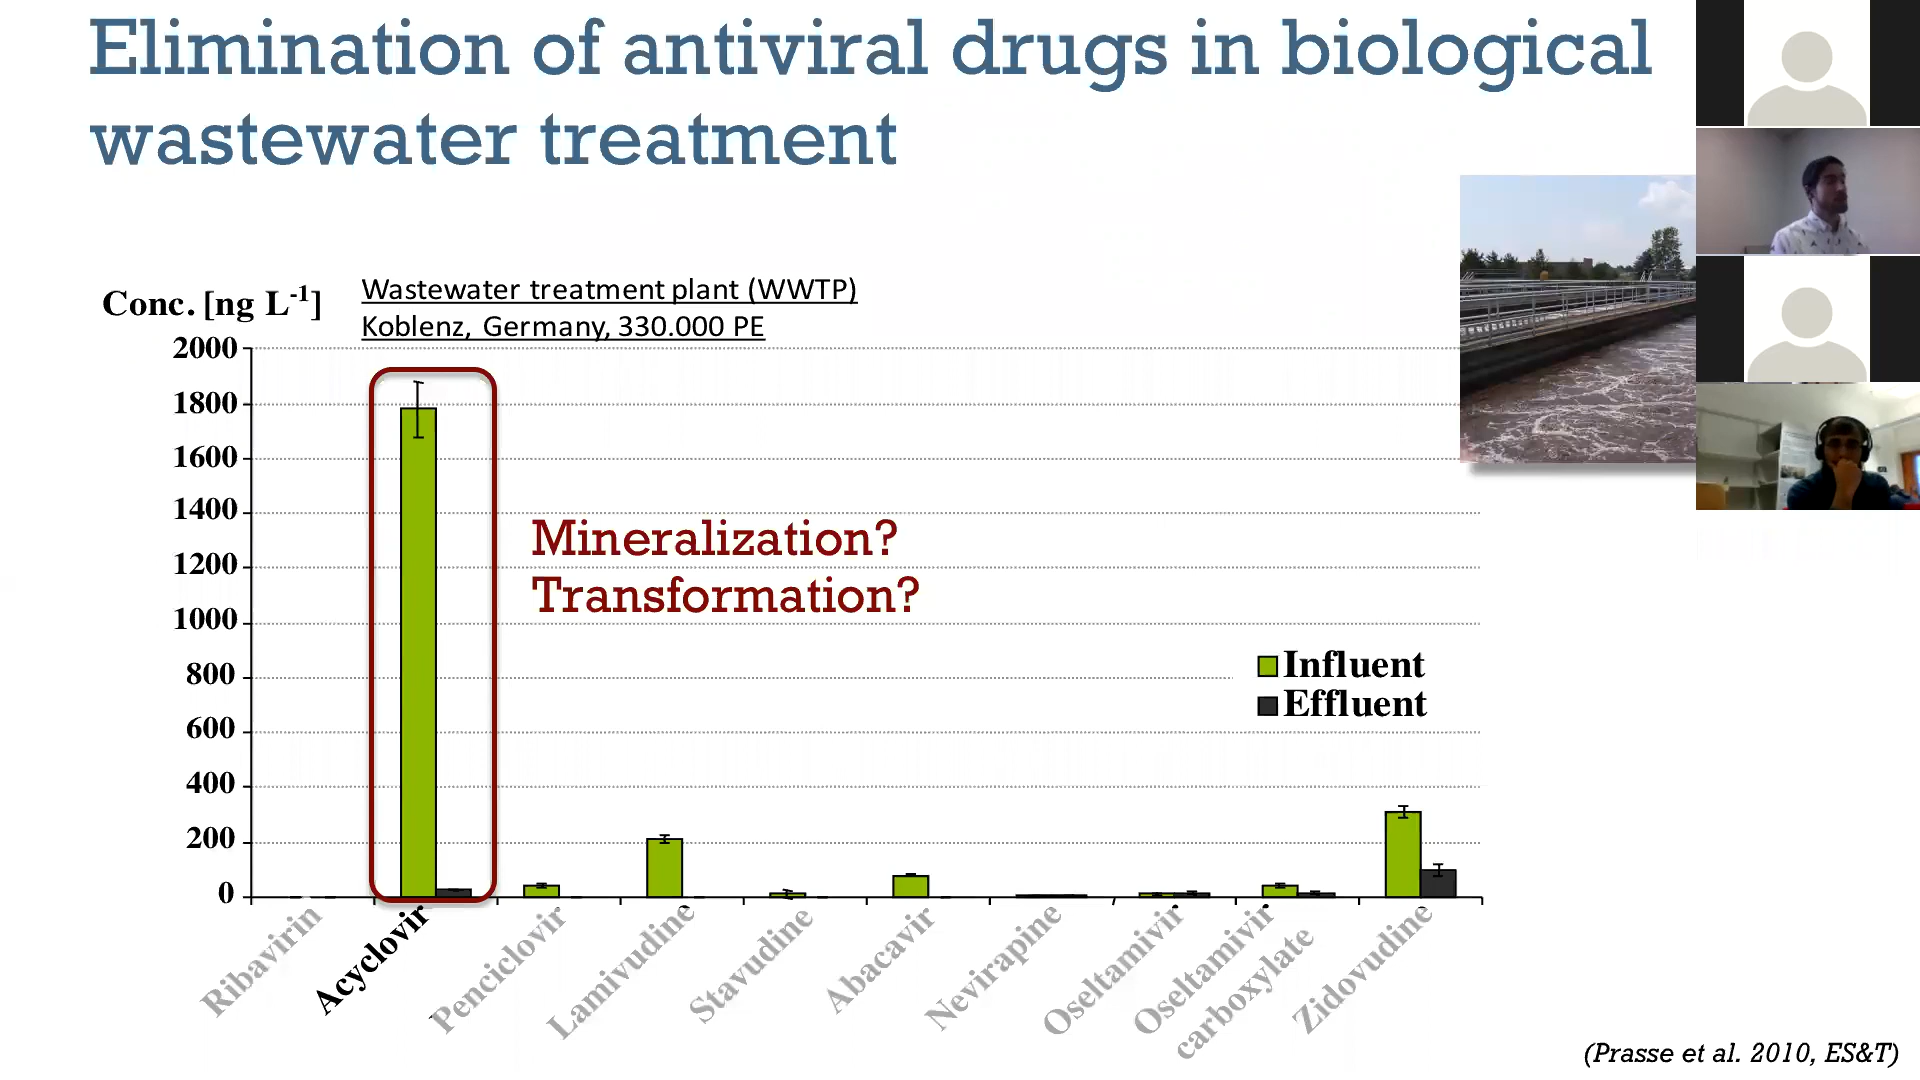 Elimination of antiviral drugs in biological
wastewater treatment
Conc. [ng L-1]
Wastewater treatment plant (WWTP)
Koblenz, Germany, 330.000 PE
2000
1800
1600
1400
1200
1000
800
600
400
200
0
Mineralization?
Transformation?
Influent
Effluent
Ribavirin
Acyclovir
Penciclovir
Lamivudine
Stavudine
Abacavir
Nevirapine
Oseltamivir
Oseltamivir
carboxylate
Zidovudine
(Prasse et al. 2010, ES&T)